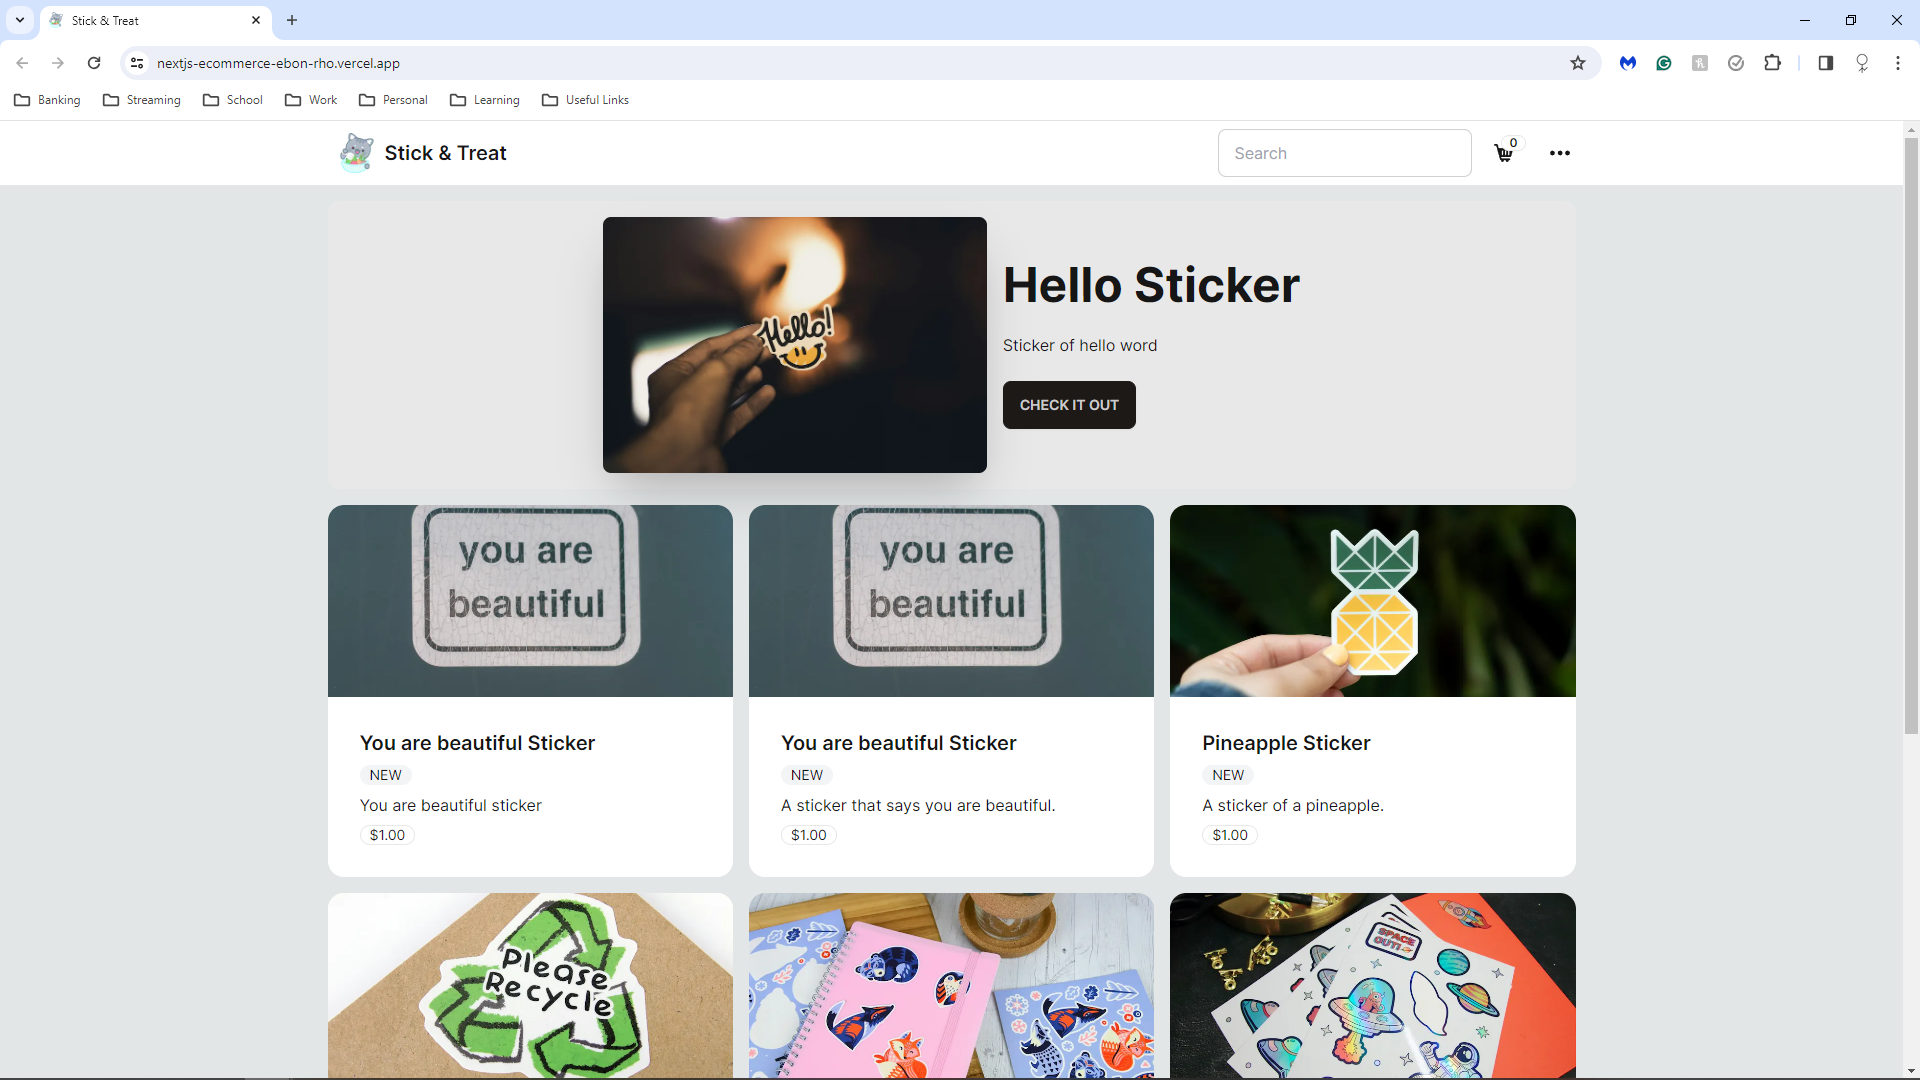 Stick & Treat
nextjs-ecommerce-ebon-rho.vercel.app
Banking
Streaming
School
Work
Personal
Learning
Useful Links
Stick & Treat
Search
0
Hello!
Hello Sticker
Sticker of hello word
CHECK IT OUT
you are
beautiful
you are
beautiful
You are beautiful Sticker
NEW
You are beautiful sticker
$1.00
You are beautiful Sticker
NEW
A sticker that says you are beautiful.
$1.00
Pineapple Sticker
NEW
A sticker of a pineapple.
$1.00
Please
Recycle
SPACE
OUT!